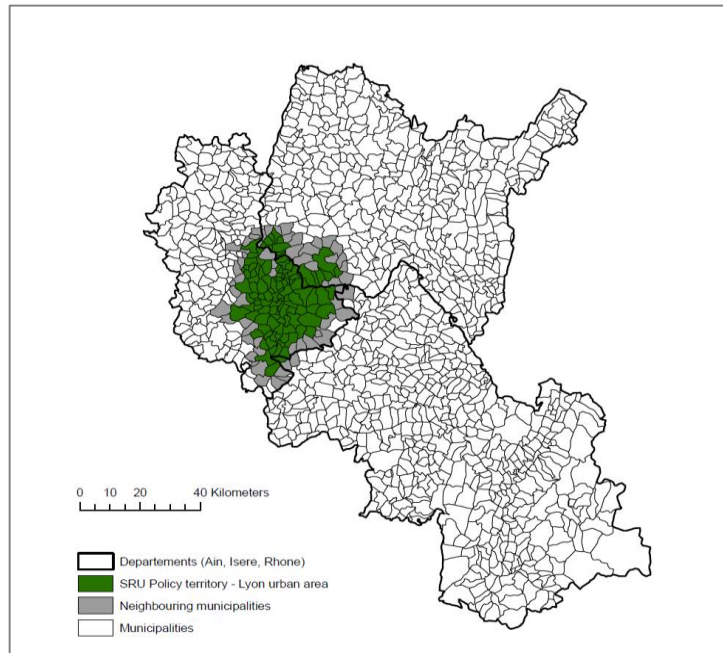 0 10 20 40 Kilometers
Departements (Ain, Isere, Rhone)
SRU Policy territory - Lyon urban area
Neighbouring municipalities
Municipalities